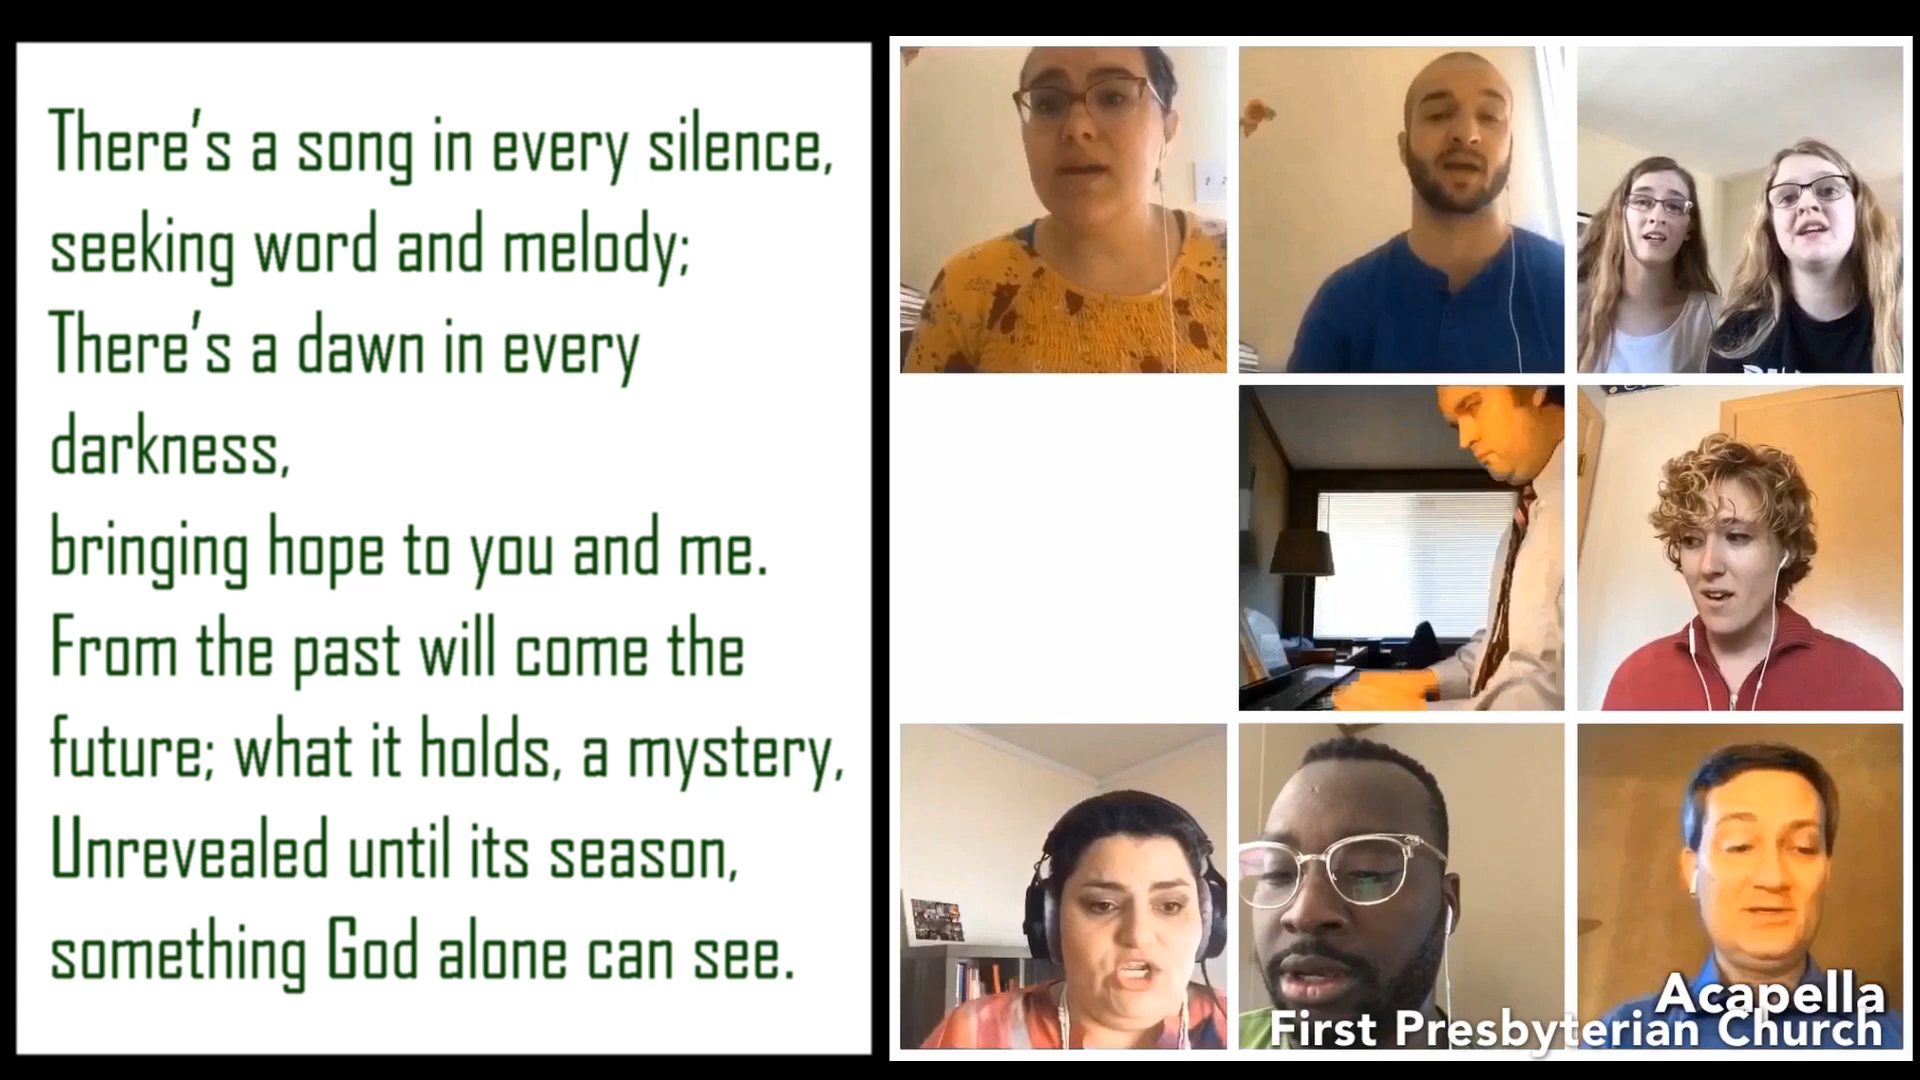 There's a song in every silence,
seeking word and melody;
There's a dawn in every
darkness,
bringing hope to you and me.
From the past will come the
future; what it holds, a mystery,
Unrevealed until its season,
something God alone can see.
Acapella
First Presbyterian Church